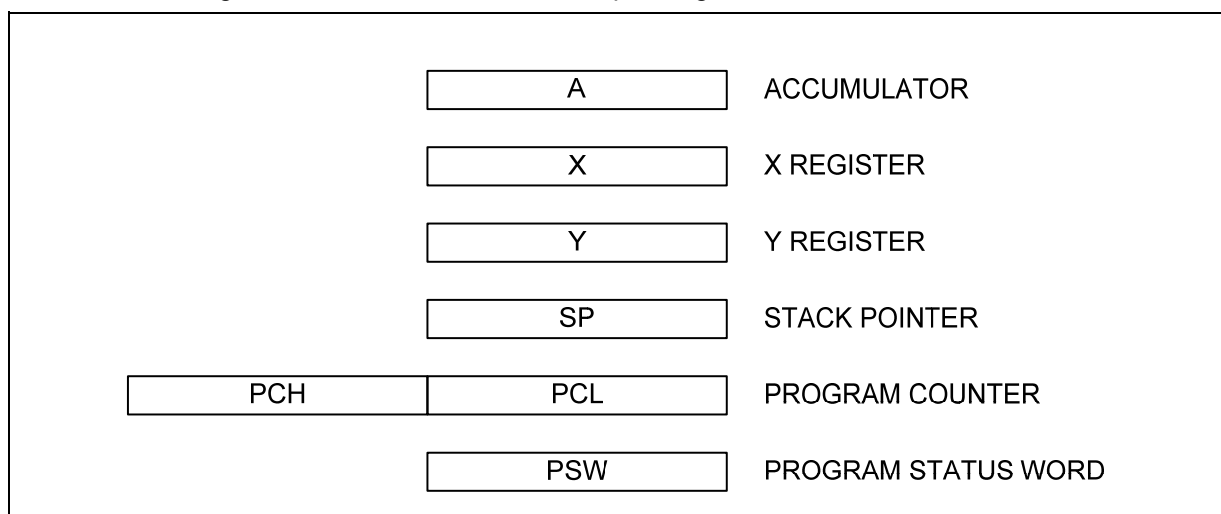 A ACCUMULATOR
X X REGISTER
Y Y REGISTER
SP STACK POINTER
PCH PCL PROGRAM COUNTER
PSW PROGRAM STATUS WORD